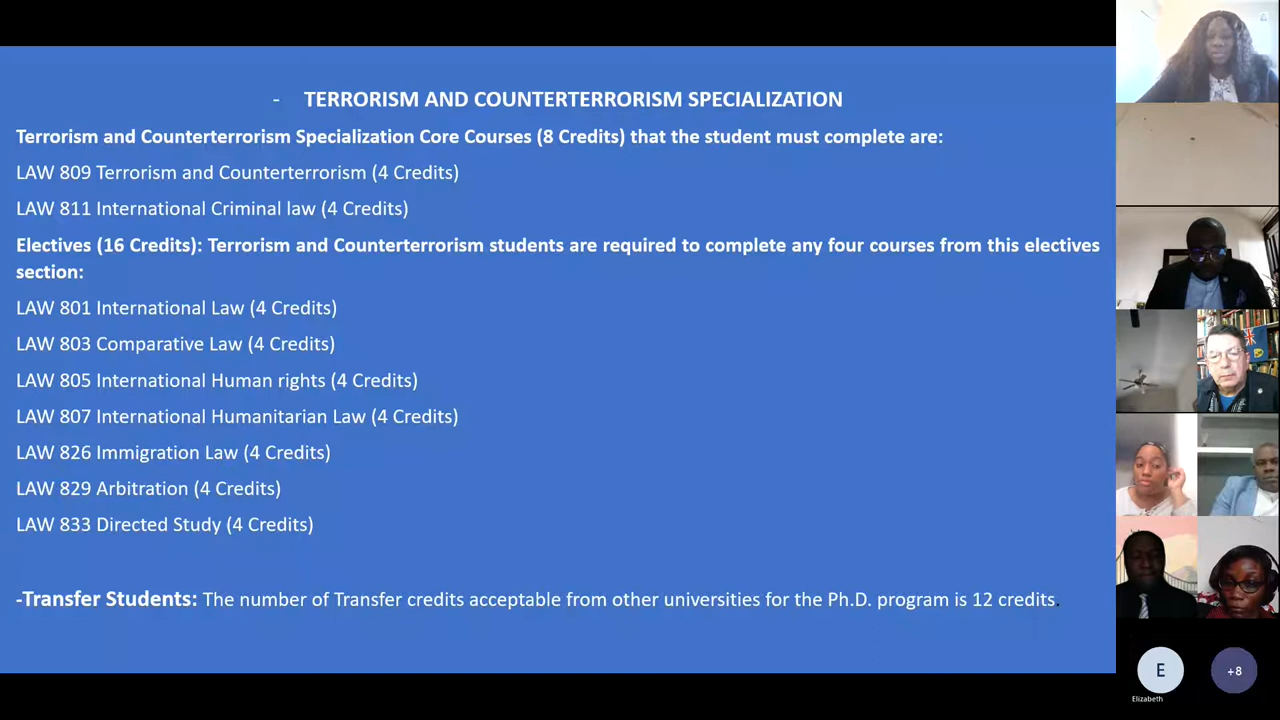 - TERRORISM AND COUNTERTERRORISM SPECIALIZATION
Terrorism and Counterterrorism Specialization Core Courses (8 Credits) that the student must complete are:
LAW 809 Terrorism and Counterterrorism (4 Credits)
LAW 811 International Criminal law (4 Credits)
Electives (16 Credits): Terrorism and Counterterrorism students are required to complete any four courses from this electives
section:
LAW 801 International Law (4 Credits)
LAW 803 Comparative Law (4 Credits)
LAW 805 International Human rights (4 Credits)
LAW 807 International Humanitarian Law (4 Credits)
LAW 826 Immigration Law (4 Credits)
LAW 829 Arbitration (4 Credits)
LAW 833 Directed Study (4 Credits)
-Transfer Students: The number of Transfer credits acceptable from other universities for the Ph.D. program is 12 credits.
E
+8
Elizabeth